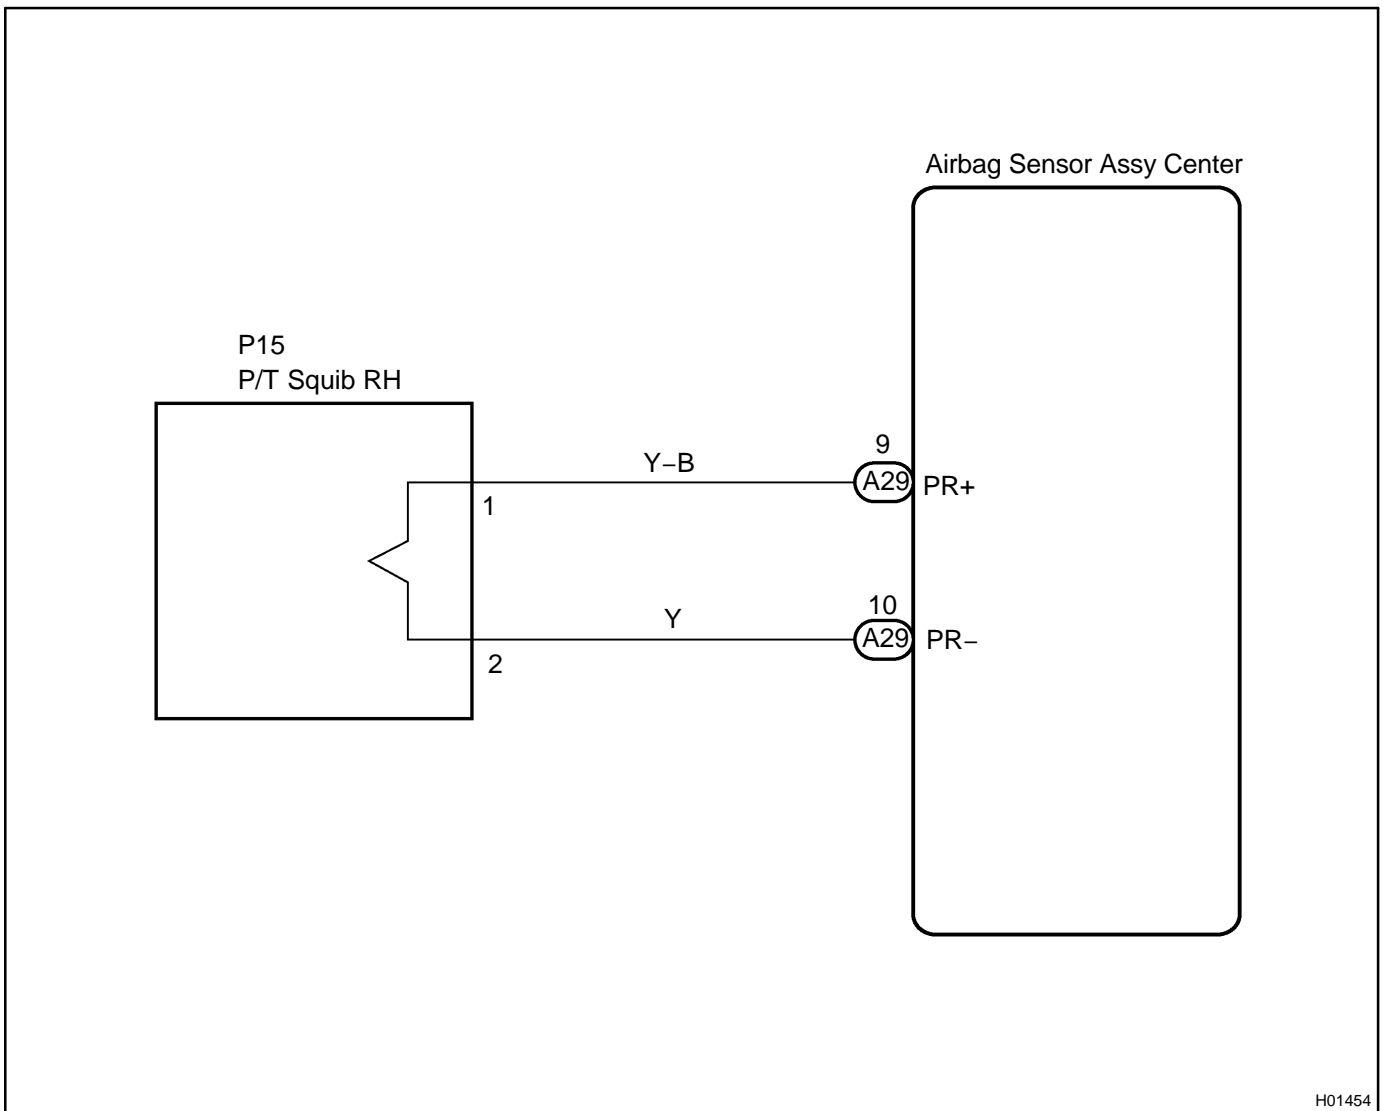 Airbag Sensor Assy Center
P15
P/T Squib RH
9
Y–B
A29
PR+
1
10
Y
A29
PR–
2
H01454